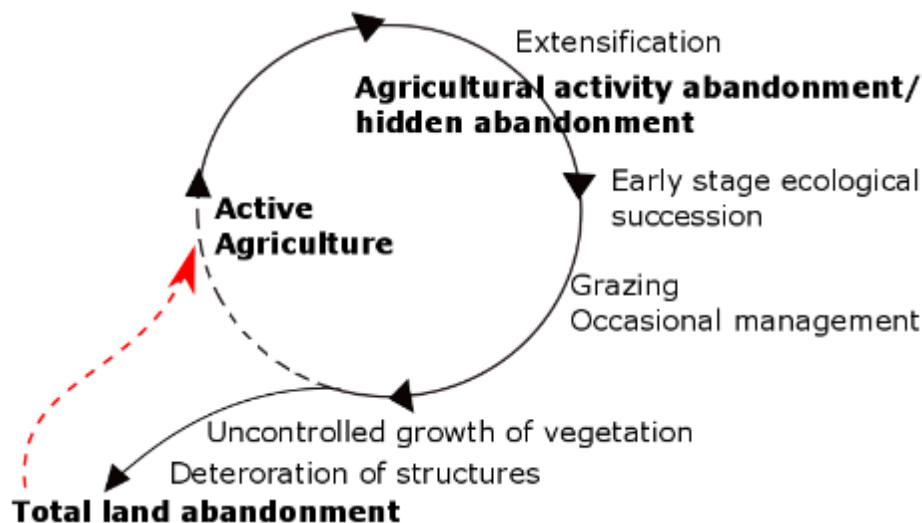 Extensification
Agricultural activity abandonment/
hidden abandonment
Early stage ecological
succession
Active
Agriculture
Grazing
Occasional management
Uncontrolled growth of vegetation
Deteroration of structures
Total land abandonment